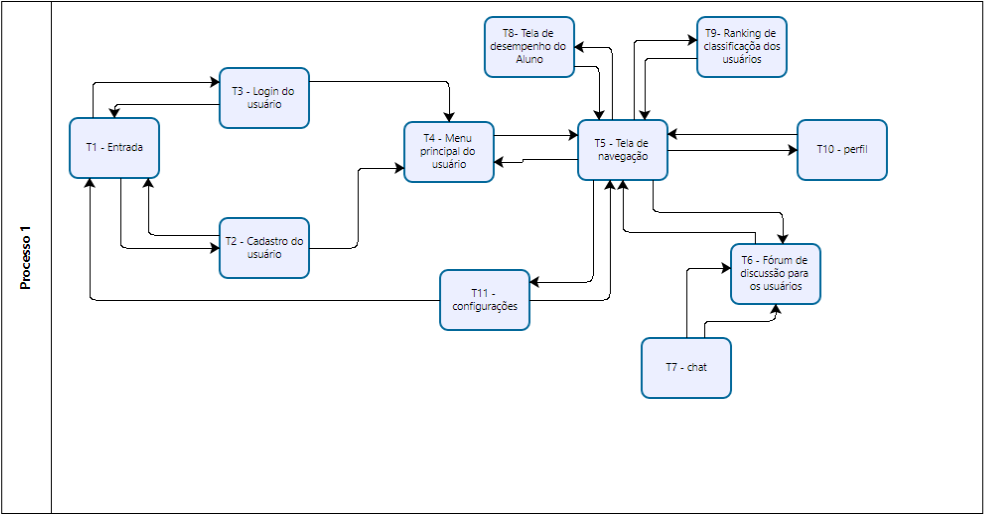 Processo 1
T8- Tela de
desempenho do
Aluno
T9- Ranking de
classificaçãa dos
usuários
T3 - Login do
usuário
T1 - Entrada
T4 - Menu
principal do
usuário
T5 - Tela de
navegação
T10 - perfil
T2 - Cadastro do
usuário
T6 - Fórum de
discussão para
os usuários
T11 -
configurações
T7 - chat